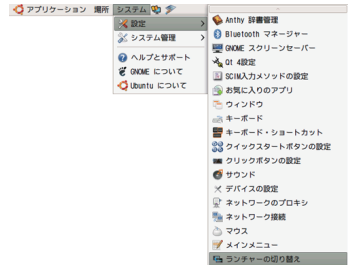 アプリケーション 場所 システム
設定
システム管理
ヘルプとサポート
GNOME について
Ubuntu について
Anthy 辞書管理
Bluetooth マネージャー
GNOME スクリーンセーバー
Qt 4設定
SCIM入力メソッドの設定
お気に入りのアプリ
ウィンドウ
キーボード
キーボード・ショートカット
クイックスタートボタンの設定
クリックボタンの設定
サウンド
デバイスの設定
ネットワークのプロキシ
ネットワーク接続
マウス
メインメニュー
ランチャーの切り替え